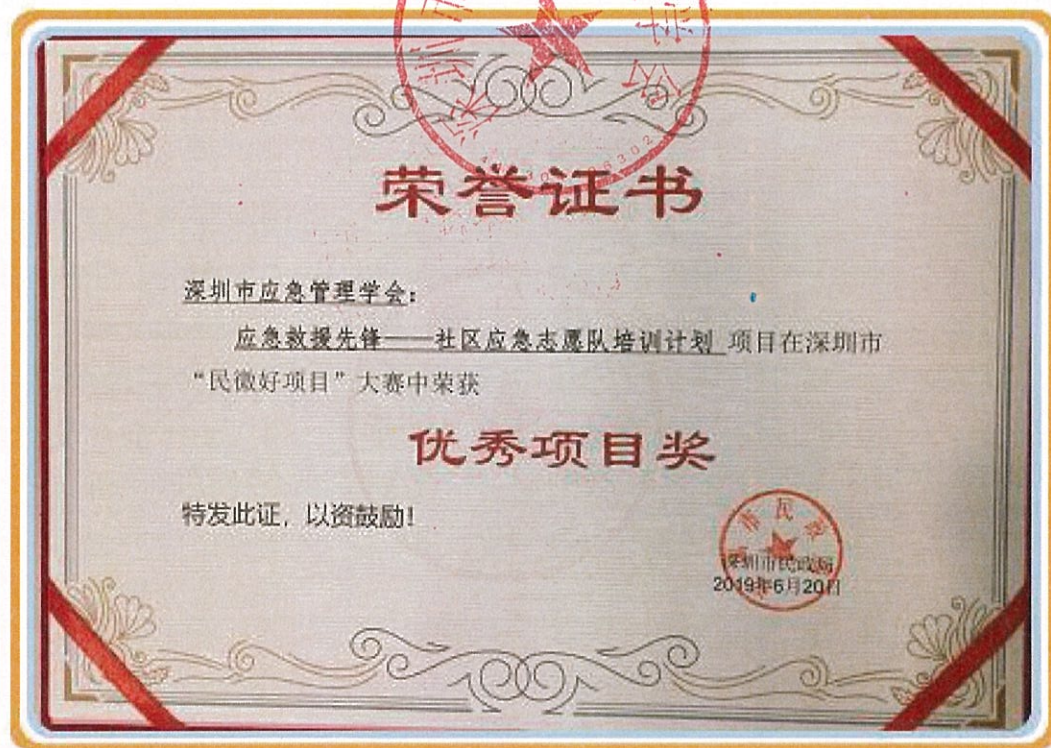 荣誉证书
深圳市应急管理学会：
应急救援先锋——社区应急志愿队培训计划 项目在深圳市
“民微好项目”大赛中荣获
优秀项目奖
特发此证，以资鼓励！
深圳市民政局
2019年6月20日